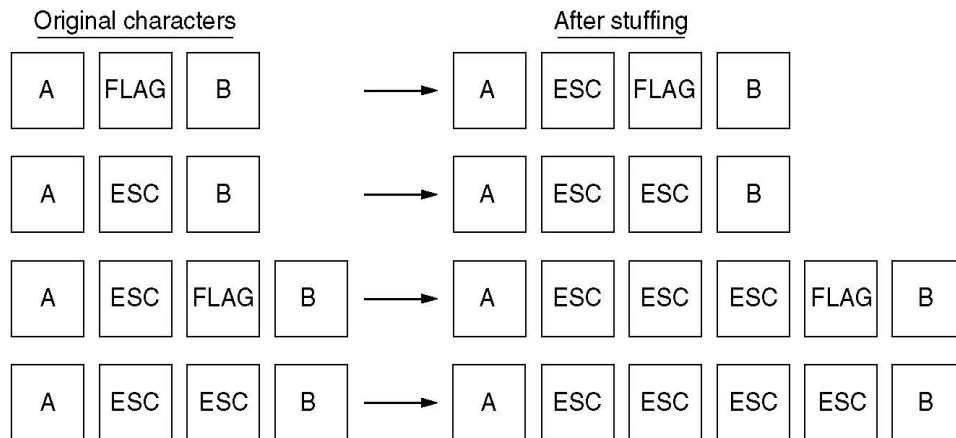 Original characters After stuffing
A FLAG B A ESC FLAG B
A ESC B A ESC ESC B
A ESC FLAG B A ESC ESC ESC FLAG B
A ESC ESC B A ESC ESC ESC ESC B